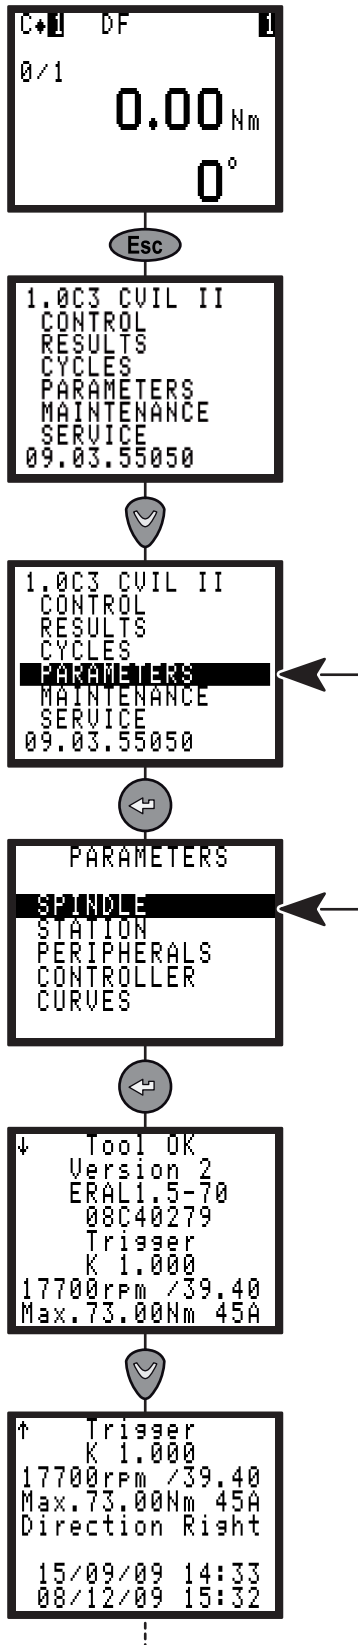 C♦1 DF 1
0/1
0.00 Nm
0°
Esc
1.0C3 CVIL II
CONTROL
RESULTS
CYCLES
PARAMETERS
MAINTENANCE
SERVICE
09.03.55050
1.0C3 CVIL II
CONTROL
RESULTS
CYCLES
PARAMETERS
MAINTENANCE
SERVICE
09.03.55050
PARAMETERS
SPINDLE
STATION
PERIPHERALS
CONTROLLER
CURVES
↓ Tool OK
Version 2
ERAL1.5-70
08C40279
Trigger
K 1.000
17700rpm /39.40
Max.73.00Nm 45A
↑ Trigger
K 1.000
17700rpm /39.40
Max.73.00Nm 45A
Direction Right
15/09/09 14:33
08/12/09 15:32